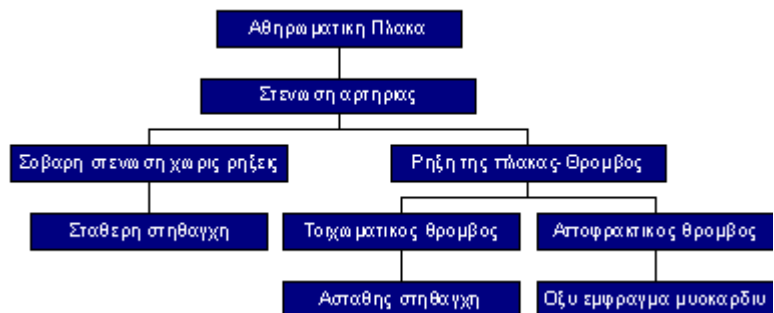 Αθηρωματικη Πλακα
Στενωση αρτηριας
Σοβαρη στενωση χωρις ρηξεις
Ρηξη της πλακας- Θρομβος
Σταθερη στηθαγχη
Τοιχωματικος θρομβος
Αποφρακτικος θρομβος
Ασταθης στηθαγχη
Οξυ εμφραγμα μυοκαρδιυ